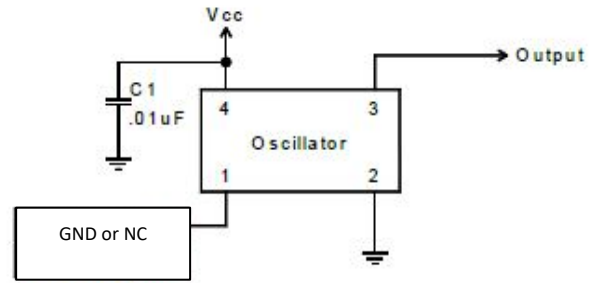 Vcc
Output
C1
.01uF
4
3
Oscillator
1
2
GND or NC